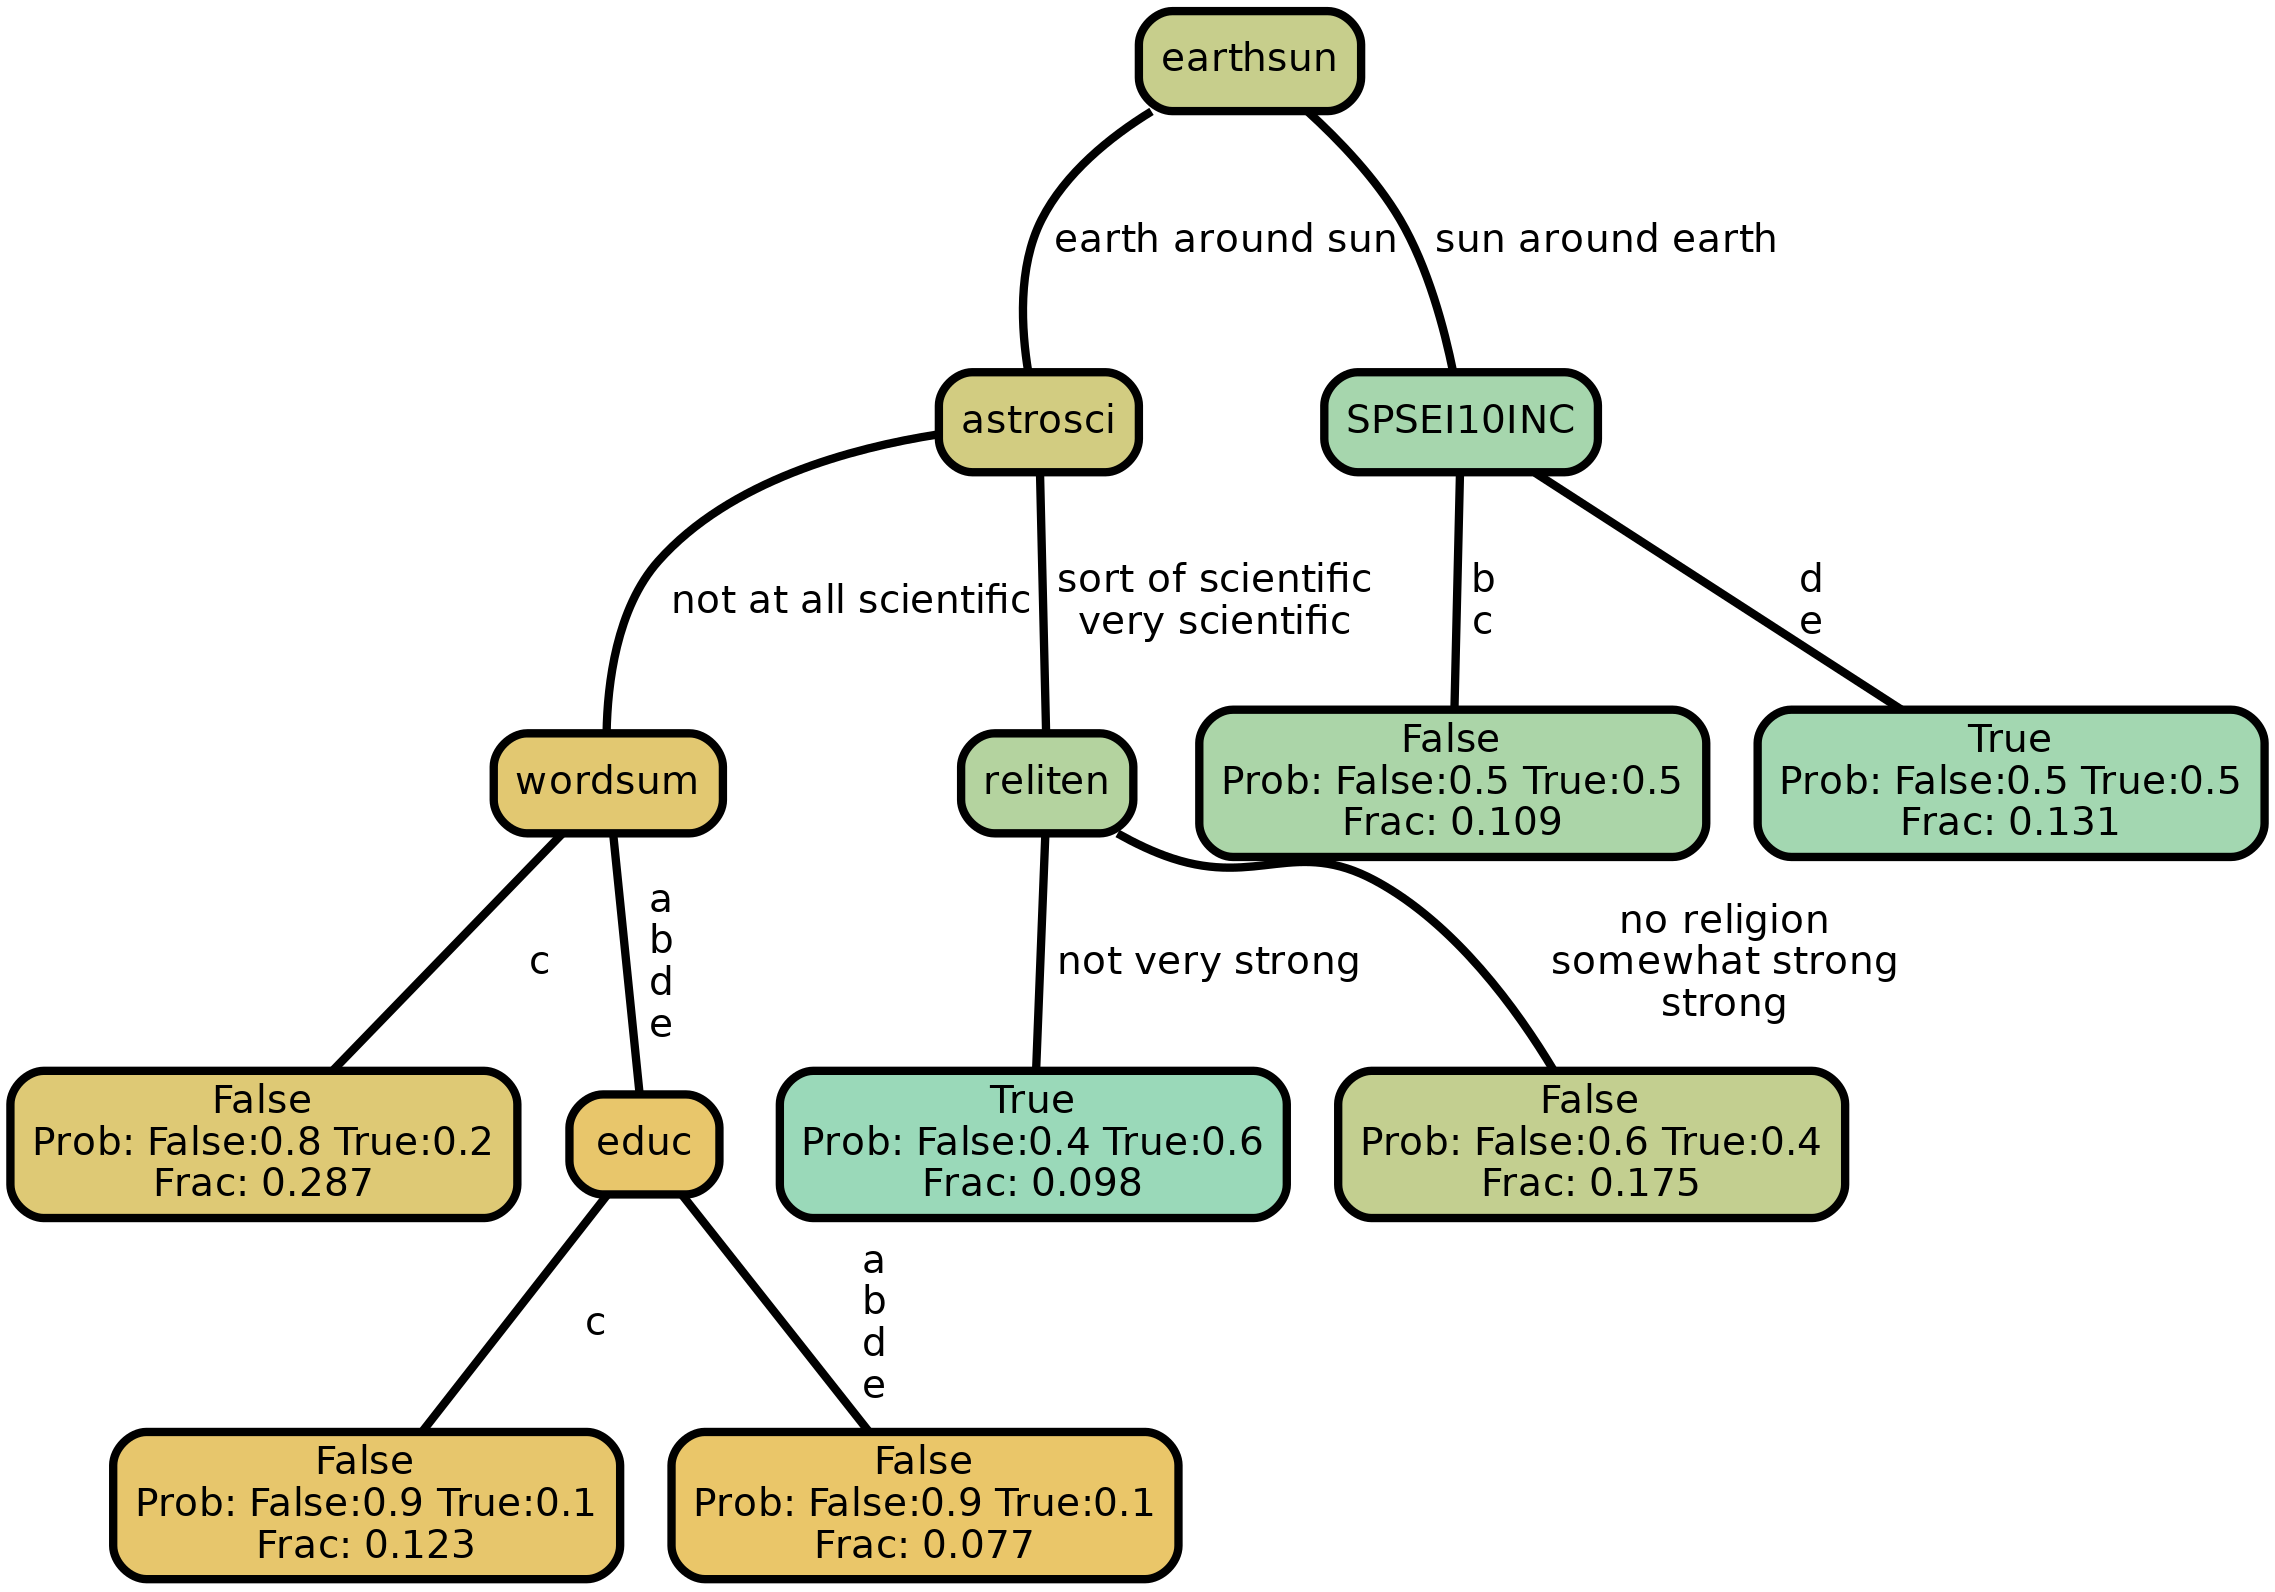 earthsun
earth around sun
sun around earth
astrosci
SPSEI10INC
not at all scientific
sort of scientific
very scientific
b
c
d
e
wordsum
reliten
False
Prob: False:0.5 True:0.5
Frac: 0.109
True
Prob: False:0.5 True:0.5
Frac: 0.131
c
a
b
d
e
not very strong
no religion
somewhat strong
strong
False
Prob: False:0.8 True:0.2
Frac: 0.287
educ
True
Prob: False:0.4 True:0.6
Frac: 0.098
False
Prob: False:0.6 True:0.4
Frac: 0.175
c
a
b
d
e
False
Prob: False:0.9 True:0.1
Frac: 0.123
False
Prob: False:0.9 True:0.1
Frac: 0.077